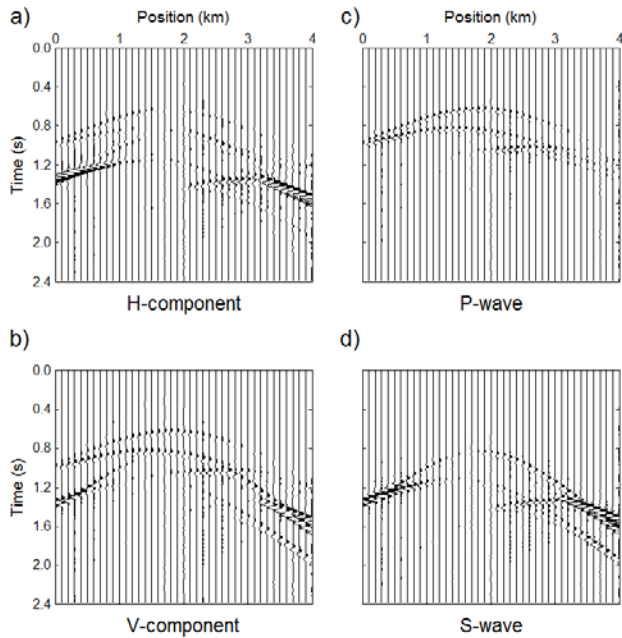 a) Position (km) c) Position (km)
0 1 2 3 4 0 1 2 3 4
0.0
0.4
0.8
1.2
1.6
2.0
2.4
Time (s)
H-component P-wave
b) d)
0.0
0.4
0.8
1.2
1.6
2.0
2.4
Time (s)
V-component S-wave